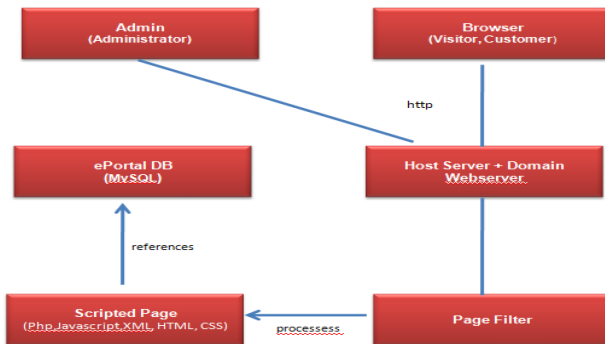 Admin
(Administrator)
Browser
(Visitor, Customer)
http
ePortal DB
(MySQL)
Host Server + Domain
Webserver
references
Scripted Page
(Php,Javascript,XML, HTML, CSS)
processess
Page Filter